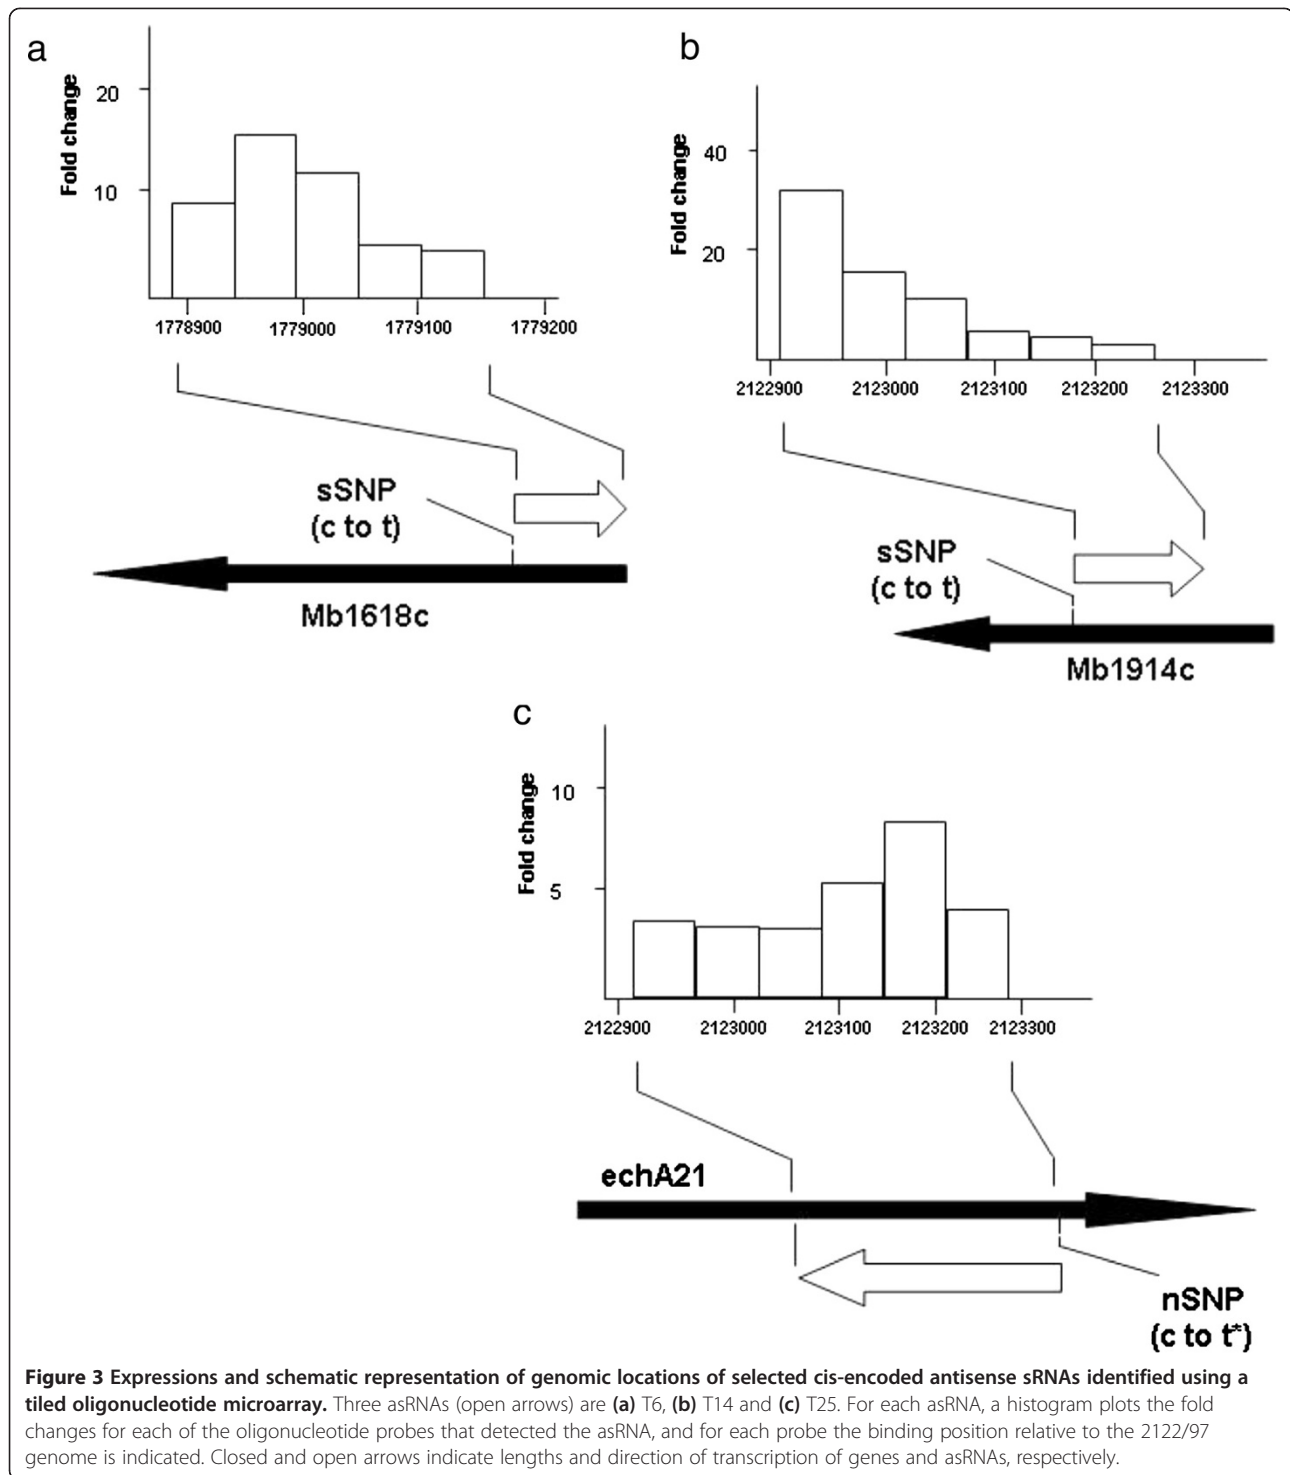 a
Fold change
20
10
1778900 1779000 1779100 1779200
sSNP
(c to t)
Mb1618c
b
Fold change
40
20
2122900 2123000 2123100 2123200 2123300
sSNP
(c to t)
Mb1914c
c
Fold change
10
5
2122900 2123000 2123100 2123200 2123300
echA21
nSNP
(c to t*)
Figure 3 Expressions and schematic representation of genomic locations of selected cis-encoded antisense sRNAs identified using a
tiled oligonucleotide microarray. Three asRNAs (open arrows) are (a) T6, (b) T14 and (c) T25. For each asRNA, a histogram plots the fold
changes for each of the oligonucleotide probes that detected the asRNA, and for each probe the binding position relative to the 2122/97
genome is indicated. Closed and open arrows indicate lengths and direction of transcription of genes and asRNAs, respectively.